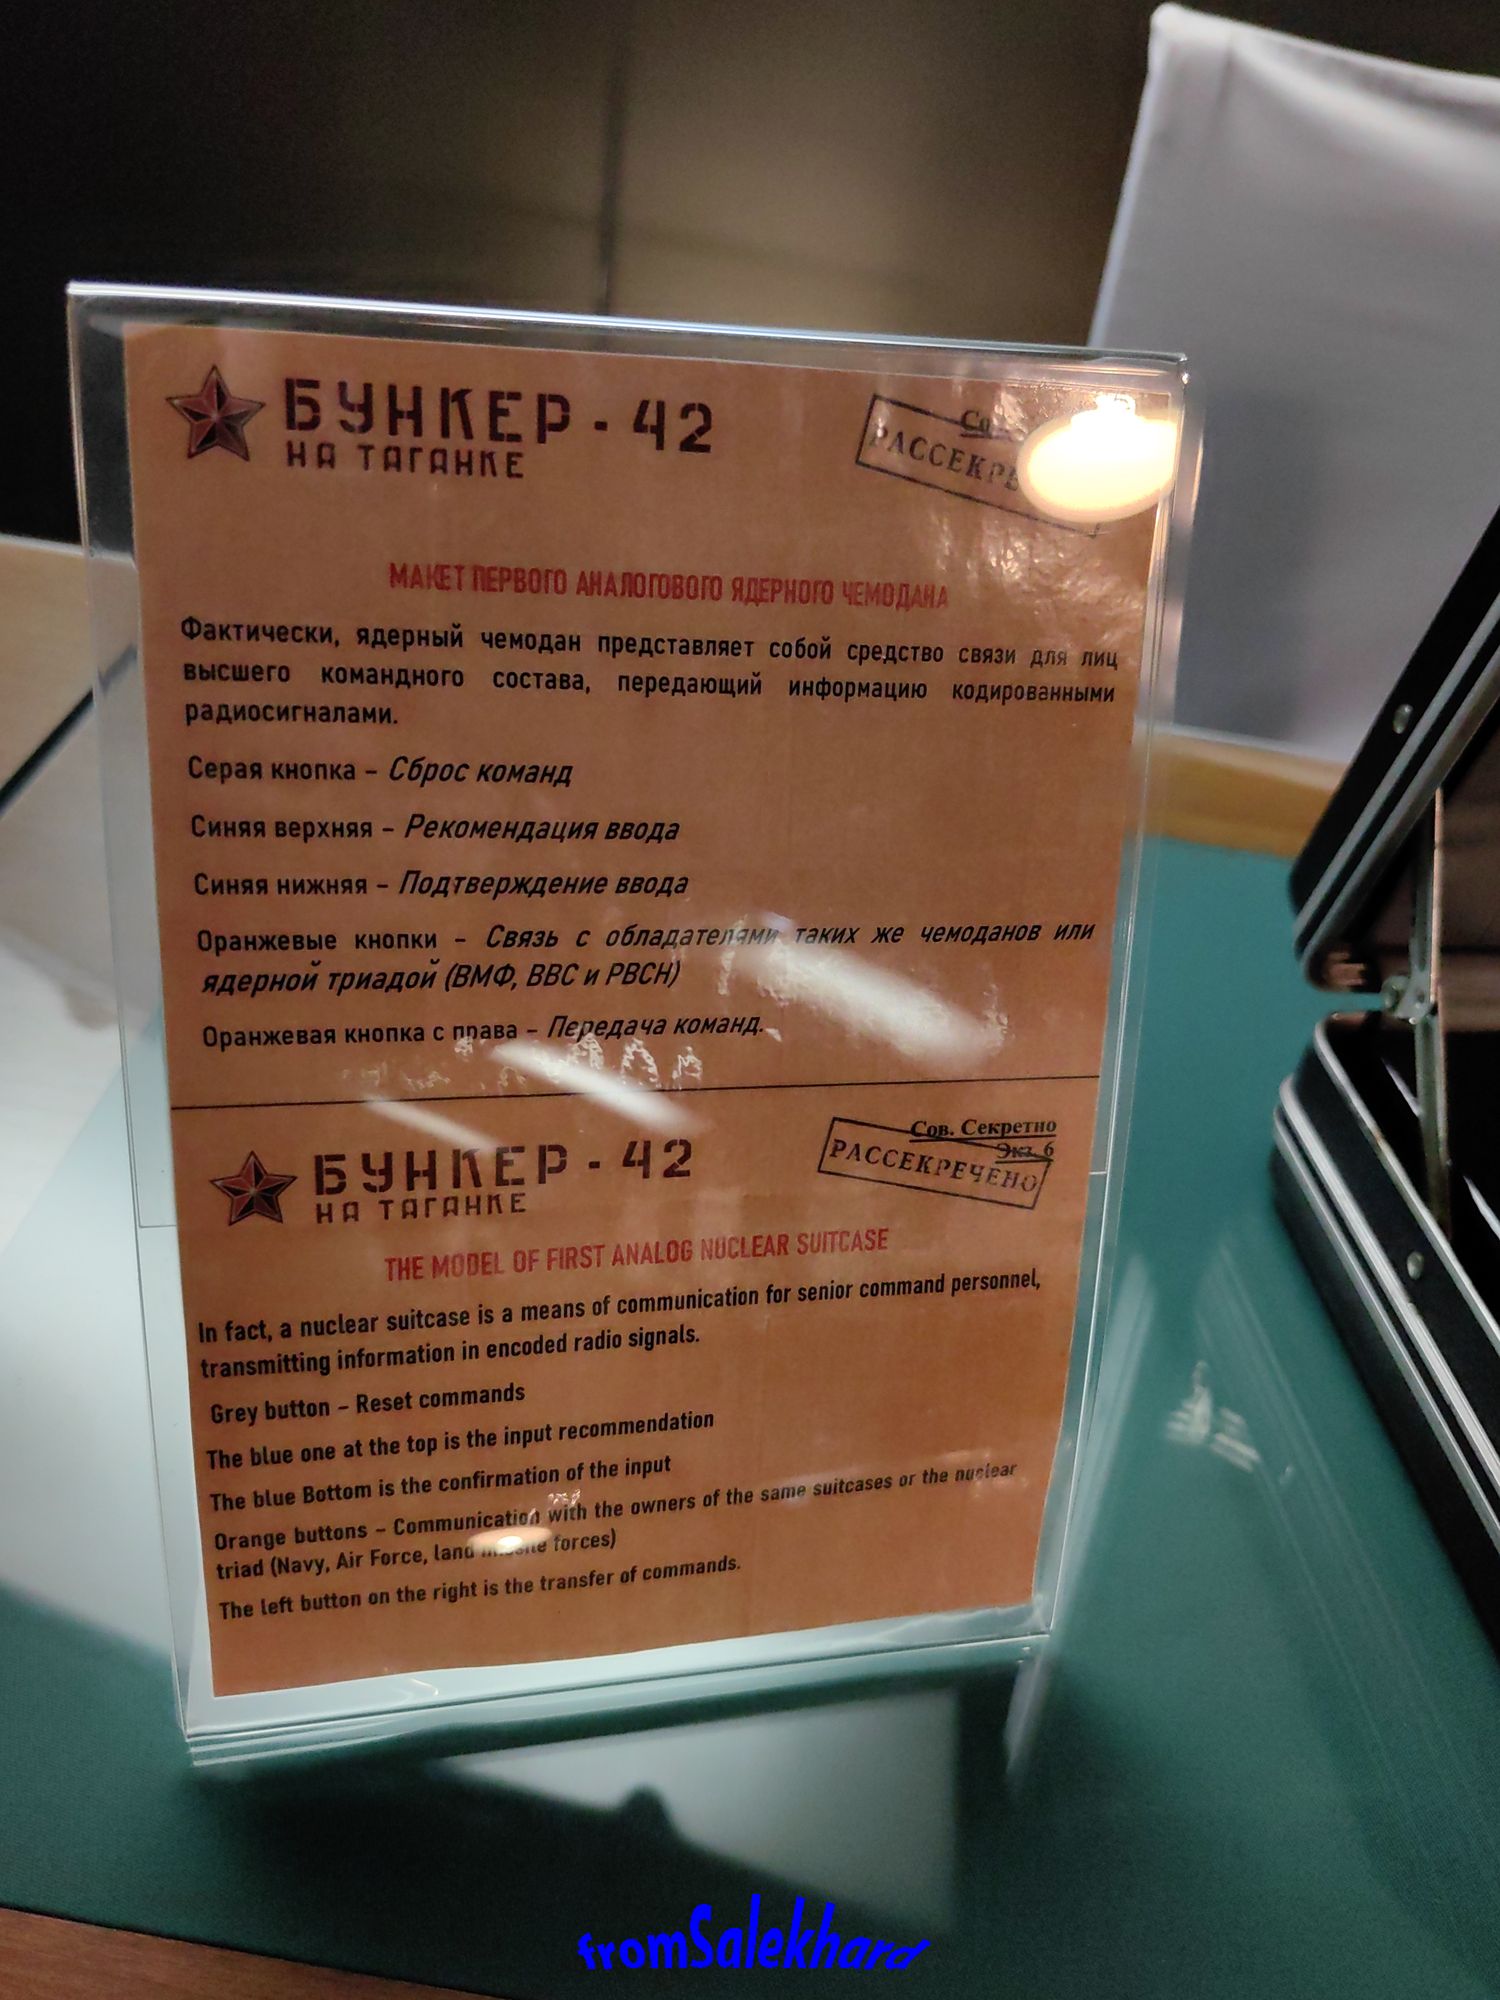 БУНКЕР - 42
НА ТАГАНКЕ
МАКЕТ ПЕРВОГО АНАЛОГОВОГО ЯДЕРНОГО ЧЕМОДАНА
Фактически, ядерный чемодан представляет собой средство связи для лиц
высшего командного состава, передающий информацию кодированными
радиосигналами.
Серая кнопка – Сброс команд
Синяя верхняя – Рекомендация ввода
Синяя нижняя – Подтверждение ввода
Оранжевые кнопки – Связь с обладателями таких же чемоданов или
ядерной триадой (ВМФ, ВВС и РВСН)
Оранжевая кнопка с права – Передача команд.
БУНКЕР - 42
НА ТАГАНКЕ
Сов. Секретно
Экз. 6
РАССЕКРЕЧЕНО
THE MODEL OF FIRST ANALOG NUCLEAR SUITCASE
In fact, a nuclear suitcase is a means of communication for senior command personnel,
transmitting information in encoded radio signals.
Grey button – Reset commands
The blue one at the top is the input recommendation
The blue Bottom is the confirmation of the input
Orange buttons – Communication with the owners of the same suitcases or the nuclear
triad (Navy, Air Force, land missile forces)
The left button on the right is the transfer of commands.
fromSalekhard